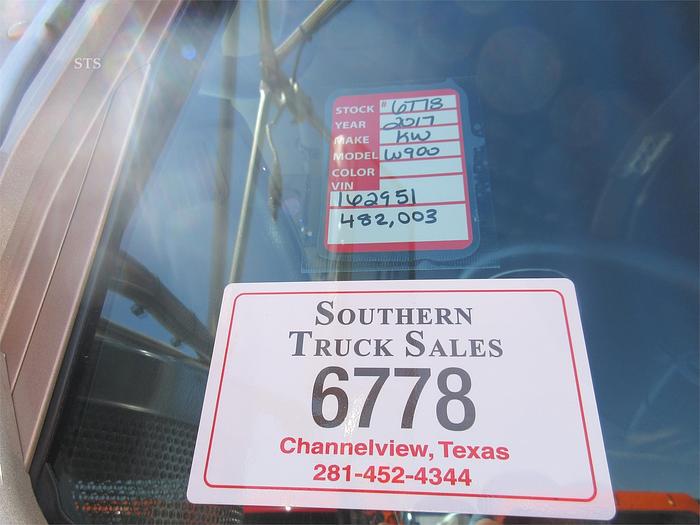 STS
STOCK # 6778
YEAR 2017
MAKE KW
MODEL W900
COLOR
VIN
162951
482,003
SOUTHERN
TRUCK SALES
6778
Channelview, Texas
281-452-4344